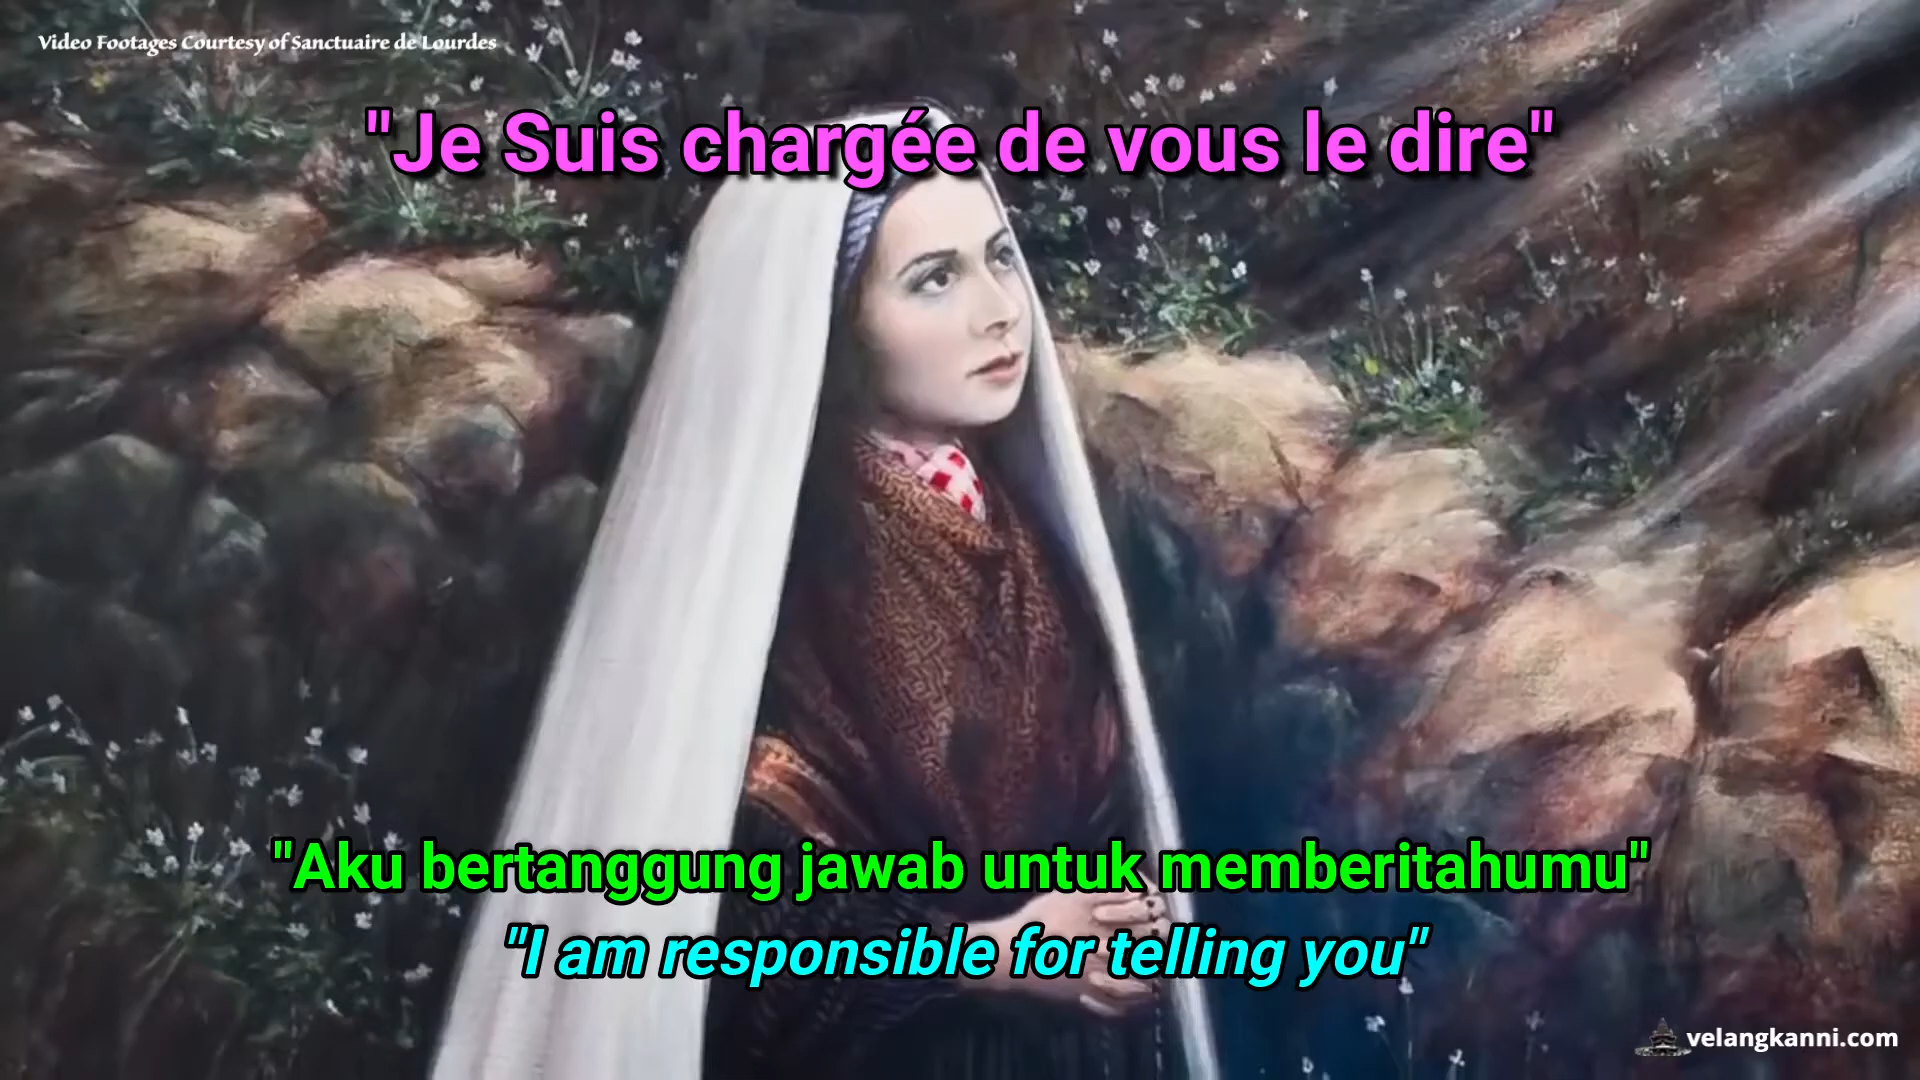 Video Footages Courtesy of Sanctuaire de Lourdes
"Je Suis chargée de vous le dire"
"Aku bertanggung jawab untuk memberitahumu"
"I am responsible for telling you"
velangkanni.com